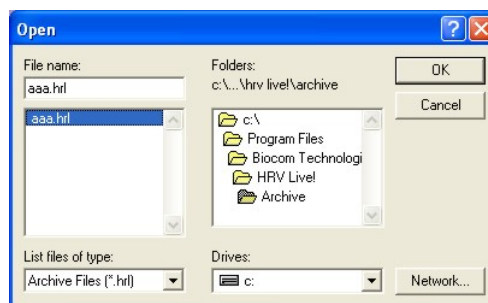 Open
File name:
aaa.hrl
aaa.hrl
Folders:
c:\...\hrv live!\archive
c:\
Program Files
Biocom Technologi
HRV Live!
Archive
OK
Cancel
List files of type:
Archive Files (*.hrl)
Drives:
c:
Network...